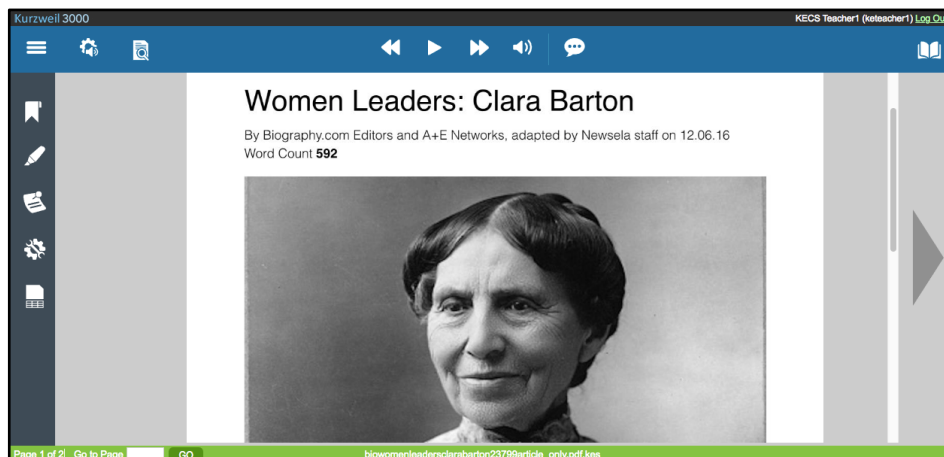 Kurzweil 3000
KECS Teacher1 (keteacher1) Log Ou
Women Leaders: Clara Barton
By Biography.com Editors and A+E Networks, adapted by Newsela staff on 12.06.16
Word Count 592
Page 1 of 2 Go to Page GO
biowomenleadersclarabarton23799article_only.pdf.kes